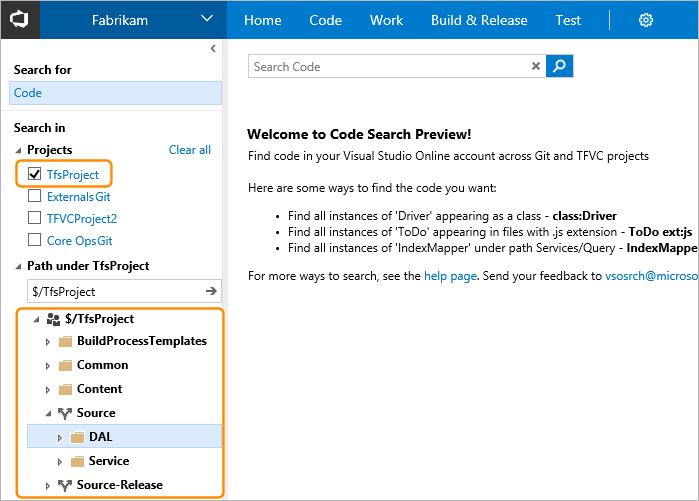 Fabrikam Home Code Work Build & Release Test
Search for
Code
Search in
Projects Clear all
TfsProject
ExternalsGit
TFVCProject2
Core OpsGit
Path under TfsProject
$/TfsProject
$/TfsProject
BuildProcessTemplates
Common
Content
Source
DAL
Service
Source-Release
Search Code
Welcome to Code Search Preview!
Find code in your Visual Studio Online account across Git and TFVC projects
Here are some ways to find the code you want:
• Find all instances of 'Driver' appearing as a class - class:Driver
• Find all instances of 'ToDo' appearing in files with .js extension - ToDo ext:js
• Find all instances of 'IndexMapper' under path Services/Query - IndexMappe
For more ways to search, see the help page. Send your feedback to vsosrch@microso